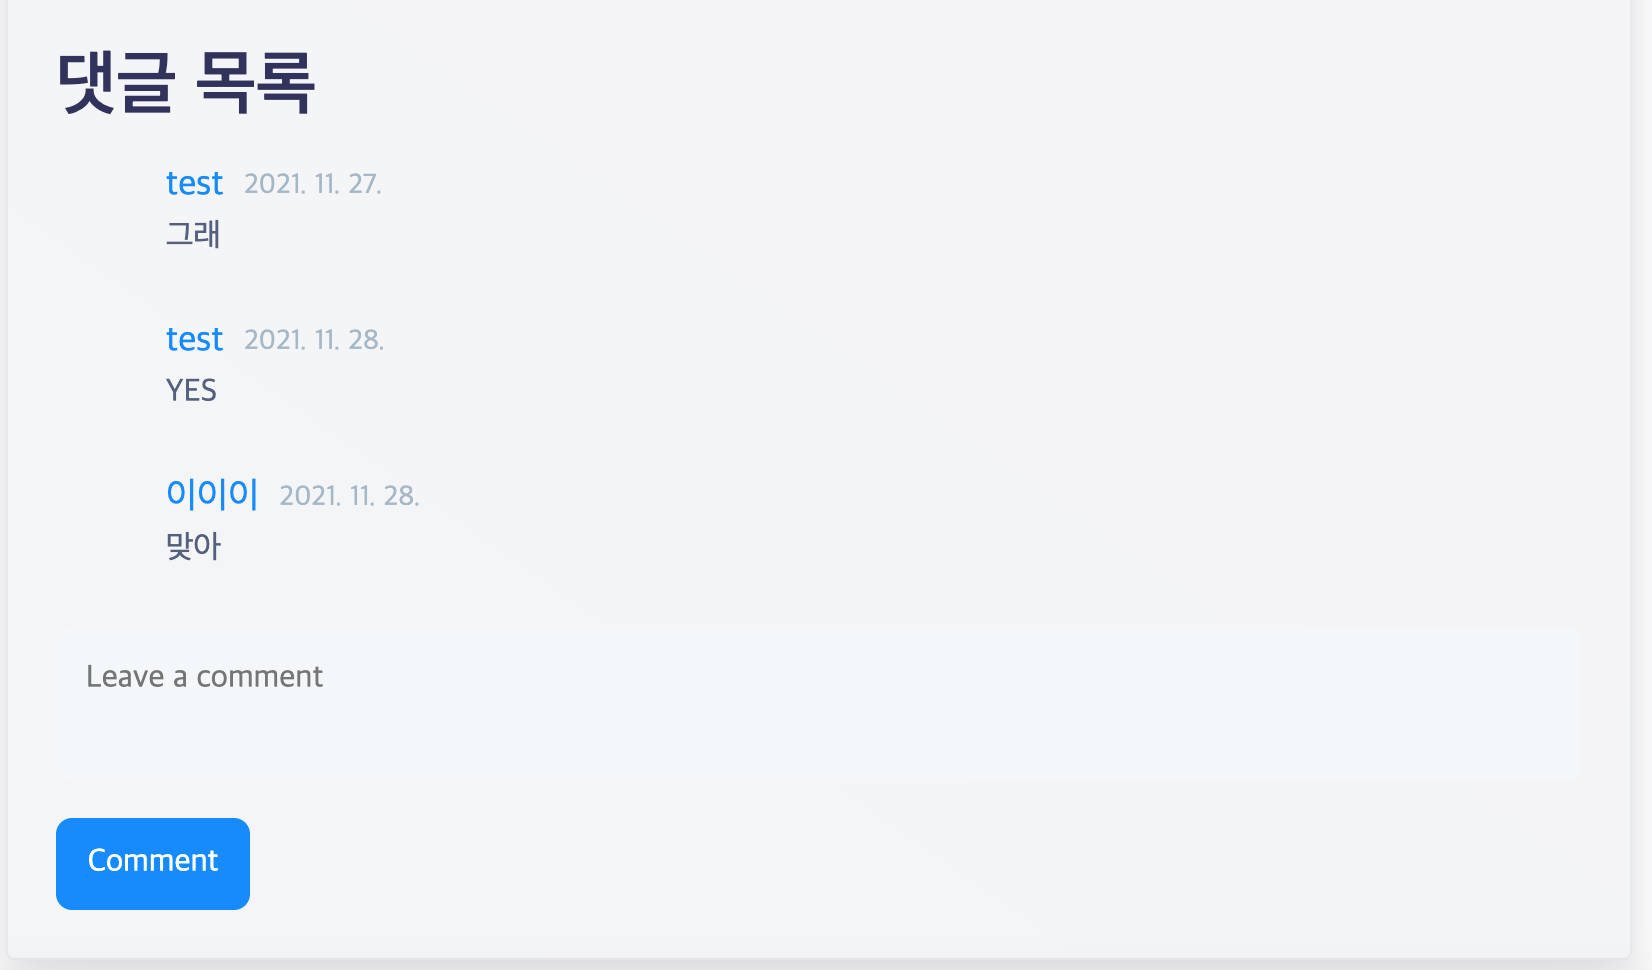 댓글 목록
test 2021. 11. 27.
그래
test 2021. 11. 28.
YES
이이이 2021. 11. 28.
맞아
Leave a comment
Comment